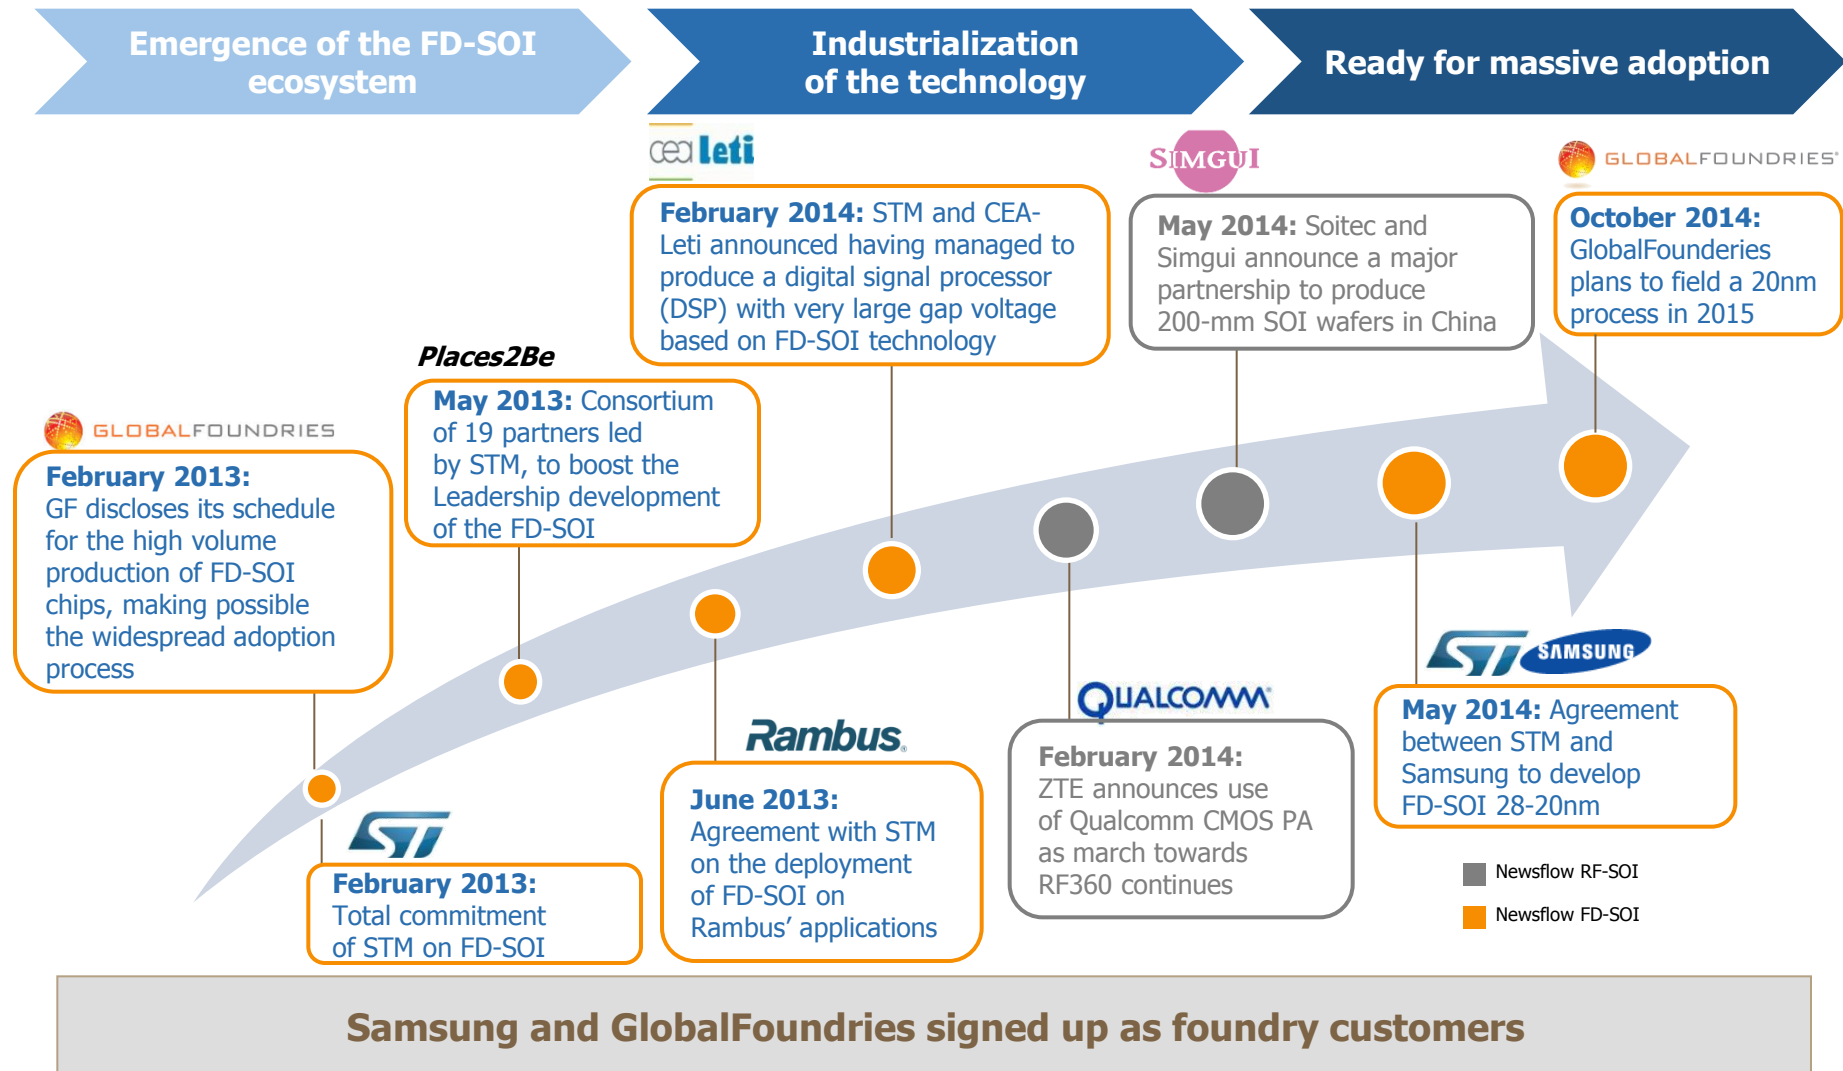 Emergence of the FD-SOI
ecosystem
Industrialization
of the technology
Ready for massive adoption
cea leti
SIMGUI
GLOBALFOUNDRIES
February 2014: STM and CEA-
Leti announced having managed to
produce a digital signal processor
(DSP) with very large gap voltage
based on FD-SOI technology
May 2014: Soitec and
Simgui announce a major
partnership to produce
200-mm SOI wafers in China
October 2014:
GlobalFounderies
plans to field a 20nm
process in 2015
Places2Be
May 2013: Consortium
of 19 partners led
by STM, to boost the
Leadership development
of the FD-SOI
GLOBALFOUNDRIES
February 2013:
GF discloses its schedule
for the high volume
production of FD-SOI
chips, making possible
the widespread adoption
process
ST
February 2013:
Total commitment
of STM on FD-SOI
Rambus
June 2013:
Agreement with STM
on the deployment
of FD-SOI on
Rambus’ applications
QUALCOMM
February 2014:
ZTE announces use
of Qualcomm CMOS PA
as march towards
RF360 continues
ST SAMSUNG
May 2014: Agreement
between STM and
Samsung to develop
FD-SOI 28-20nm
Newsflow RF-SOI
Newsflow FD-SOI
Samsung and GlobalFoundries signed up as foundry customers